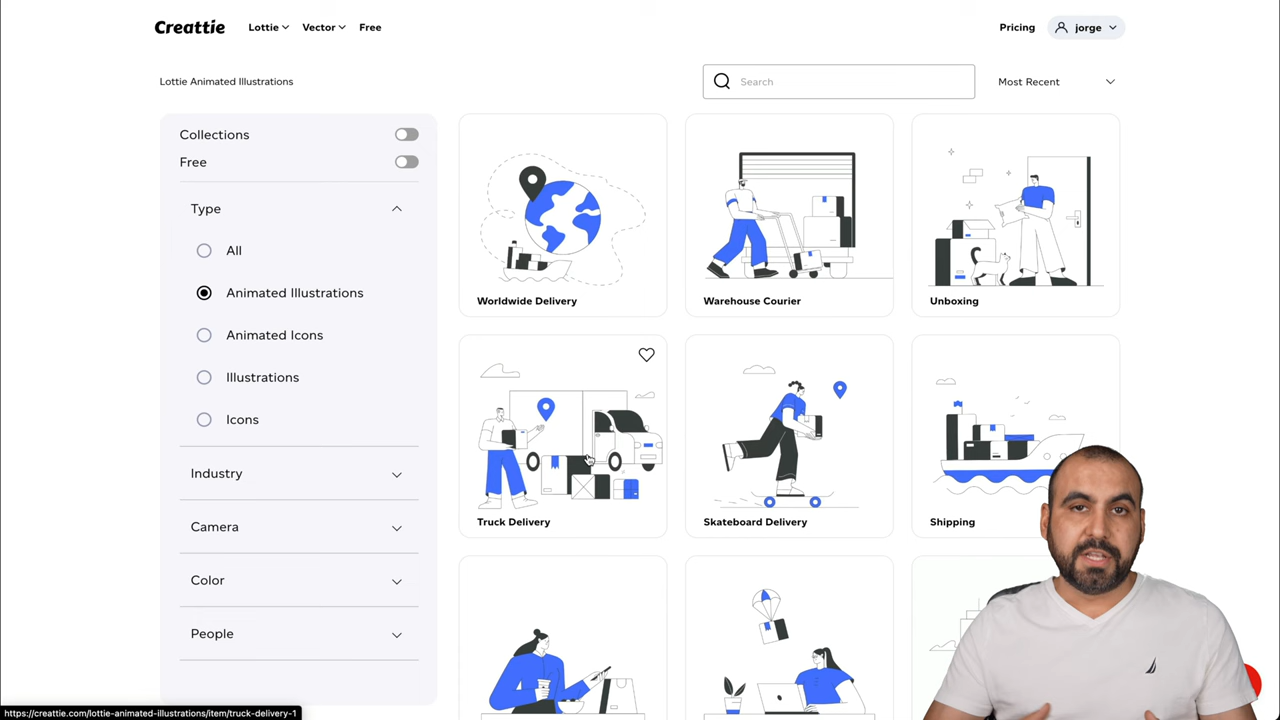 Creattie
Lottie
Vector
Free
Pricing
jorge
Lottie Animated Illustrations
Search
Most Recent
Collections
Free
Type
All
Animated Illustrations
Animated Icons
Illustrations
Icons
Industry
Camera
Color
People
Worldwide Delivery
Warehouse Courier
Unboxing
Truck Delivery
Skateboard Delivery
Shipping
https://creattie.com/lottie-animated-illustrations/item/truck-delivery-1